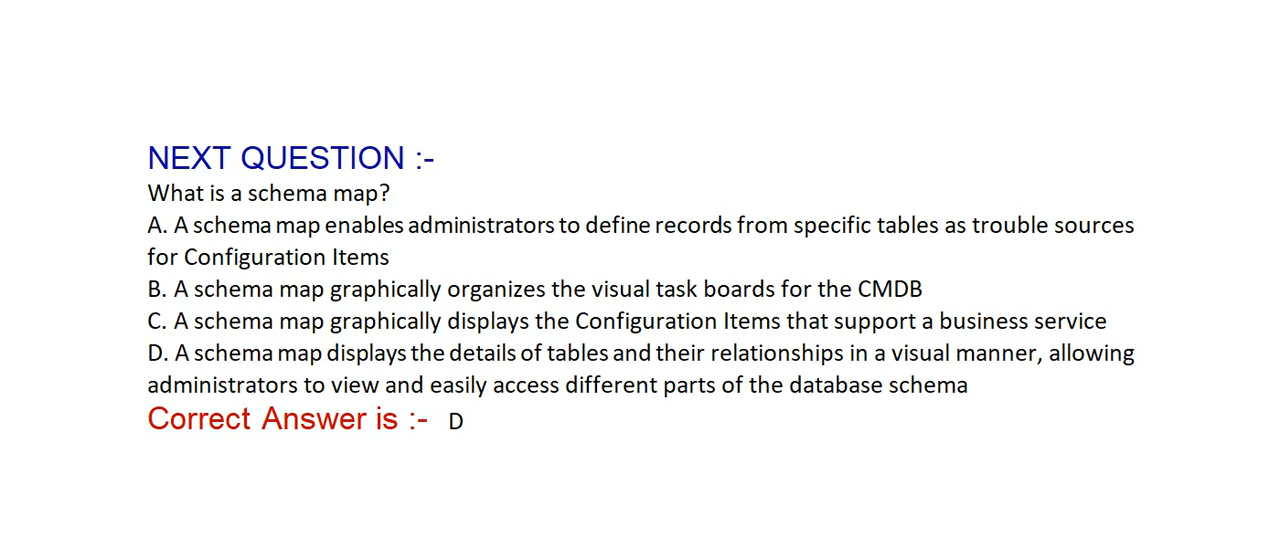 NEXT QUESTION :-
What is a schema map?
A. A schema map enables administrators to define records from specific tables as trouble sources
for Configuration Items
B. A schema map graphically organizes the visual task boards for the CMDB
C. A schema map graphically displays the Configuration Items that support a business service
D. A schema map displays the details of tables and their relationships in a visual manner, allowing
administrators to view and easily access different parts of the database schema
Correct Answer is :- D